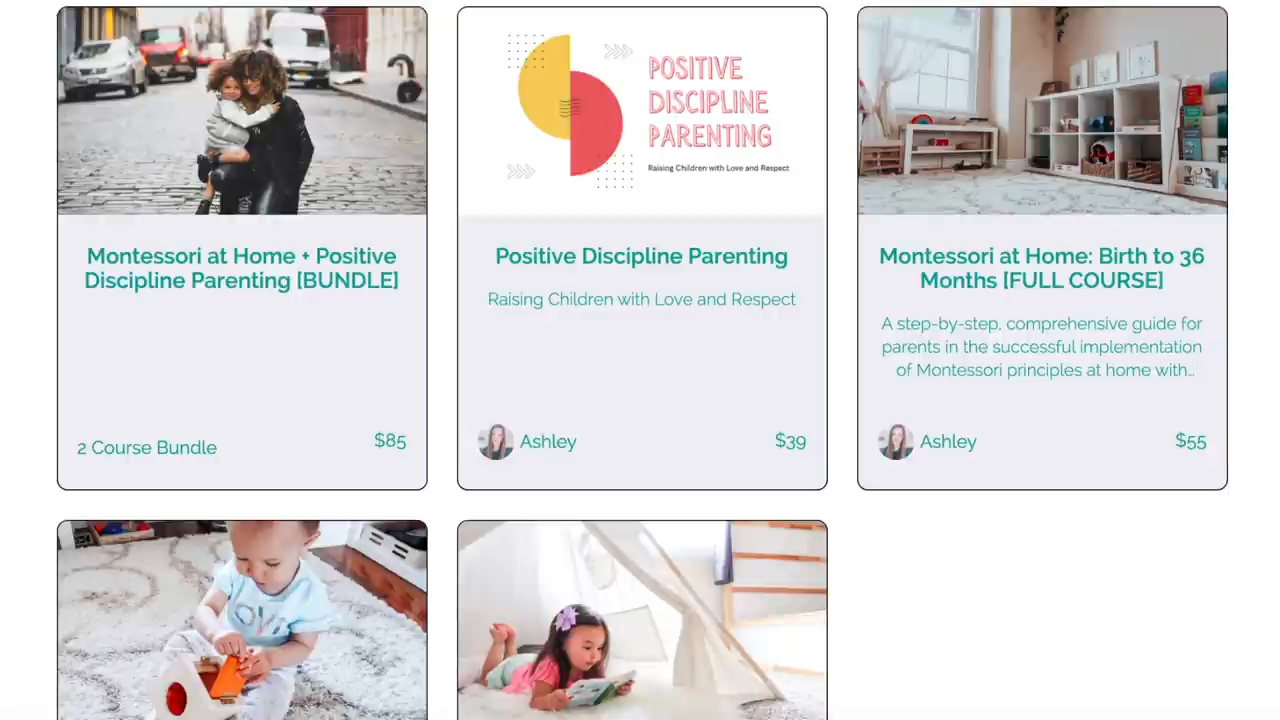 POSITIVE
DISCIPLINE
PARENTING
Raising Children with Love and Respect
Montessori at Home + Positive
Discipline Parenting [BUNDLE]
2 Course Bundle
$85
Positive Discipline Parenting
Raising Children with Love and Respect
Ashley
$39
Montessori at Home: Birth to 36
Months [FULL COURSE]
A step-by-step, comprehensive guide for
parents in the successful implementation
of Montessori principles at home with...
Ashley
$55